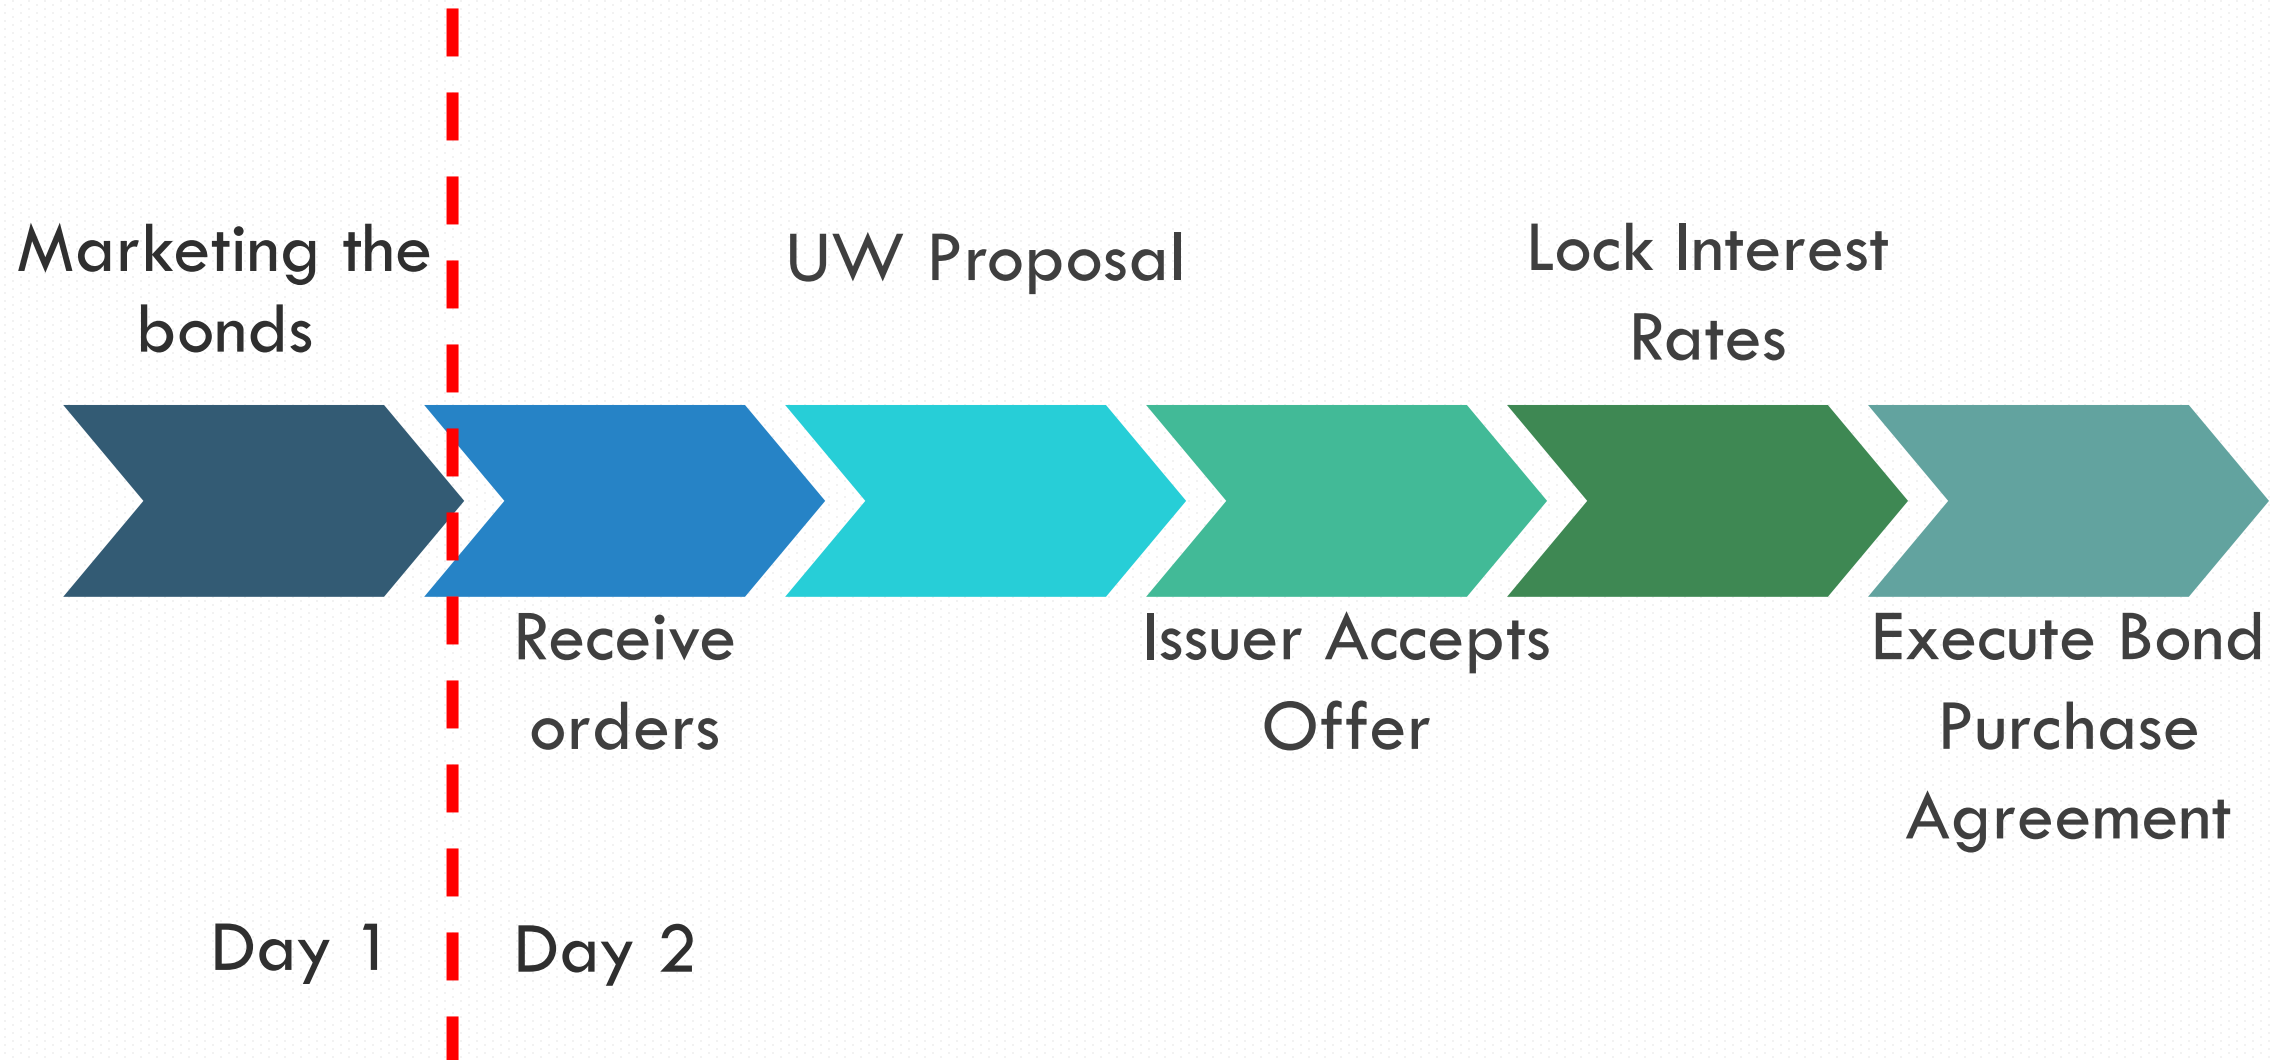 Marketing the
bonds
UW Proposal
Lock Interest
Rates
Receive
orders
Issuer Accepts
Offer
Execute Bond
Purchase
Agreement
Day 1
Day 2